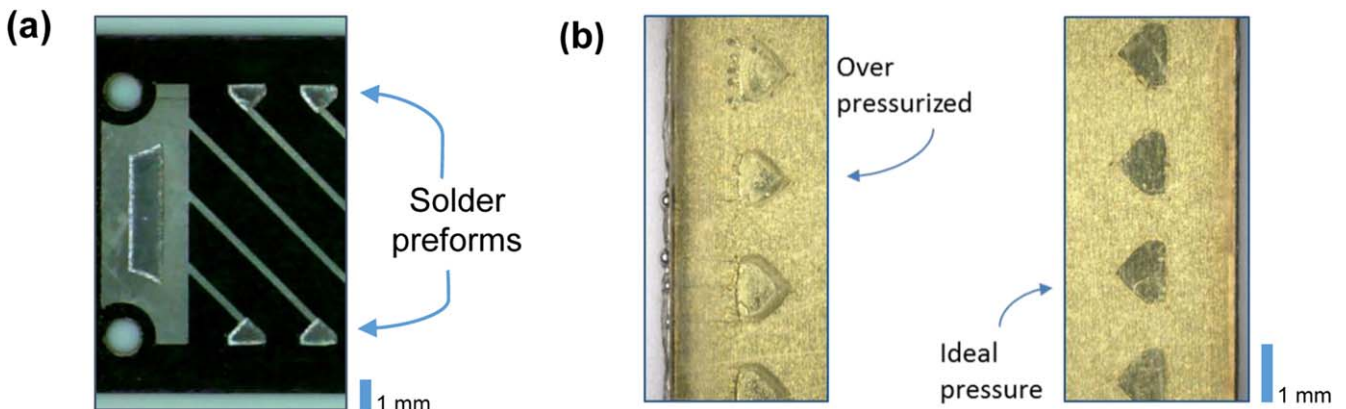 (a)
Solder
preforms
1 mm
(b)
Over
pressurized
Ideal
pressure
1 mm